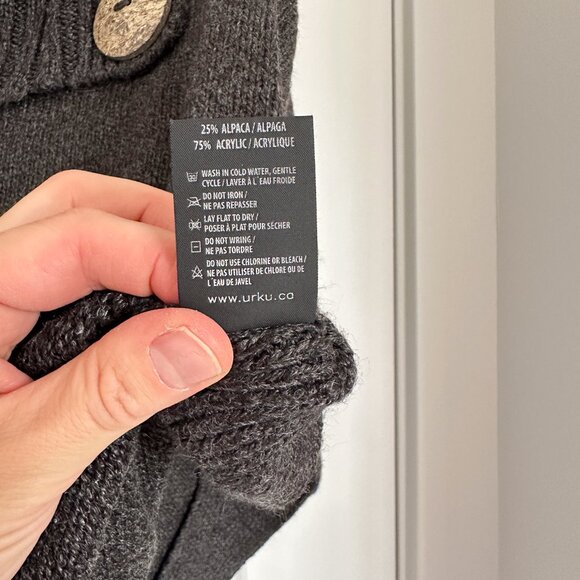 25% ALPACA / ALPAGA
75% ACRYLIC / ACRYLIQUE
WASH IN COLD WATER, GENTLE
CYCLE / LAVER À L'EAU FROIDE
DO NOT IRON /
NE PAS REPASSER
LAY FLAT TO DRY /
POSER À PLAT POUR SÉCHER
DO NOT WRING /
NE PAS TORDRE
DO NOT USE CHLORINE OR BLEACH /
NE PAS UTILISER DE CHLORE OU DE
L'EAU DE JAVEL
www.urku.ca